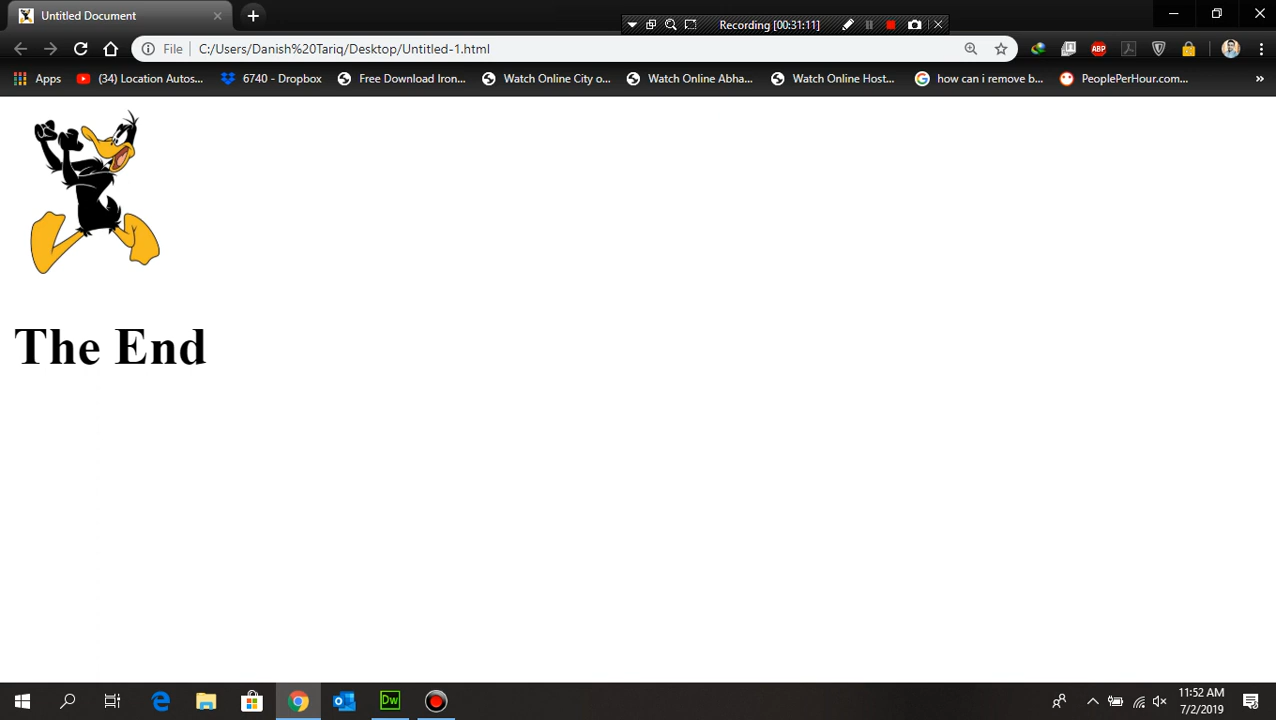 Untitled Document
Recording [00:31:11]
File
C:/Users/Danish%20Tariq/Desktop/Untitled-1.html
ABP
Apps
(34) Location Autos...
6740 - Dropbox
Free Download Iron...
Watch Online City o...
Watch Online Abha...
Watch Online Host...
how can i remove b...
PeoplePerHour.com...
»
The End
Dw
11:52 AM
7/2/2019